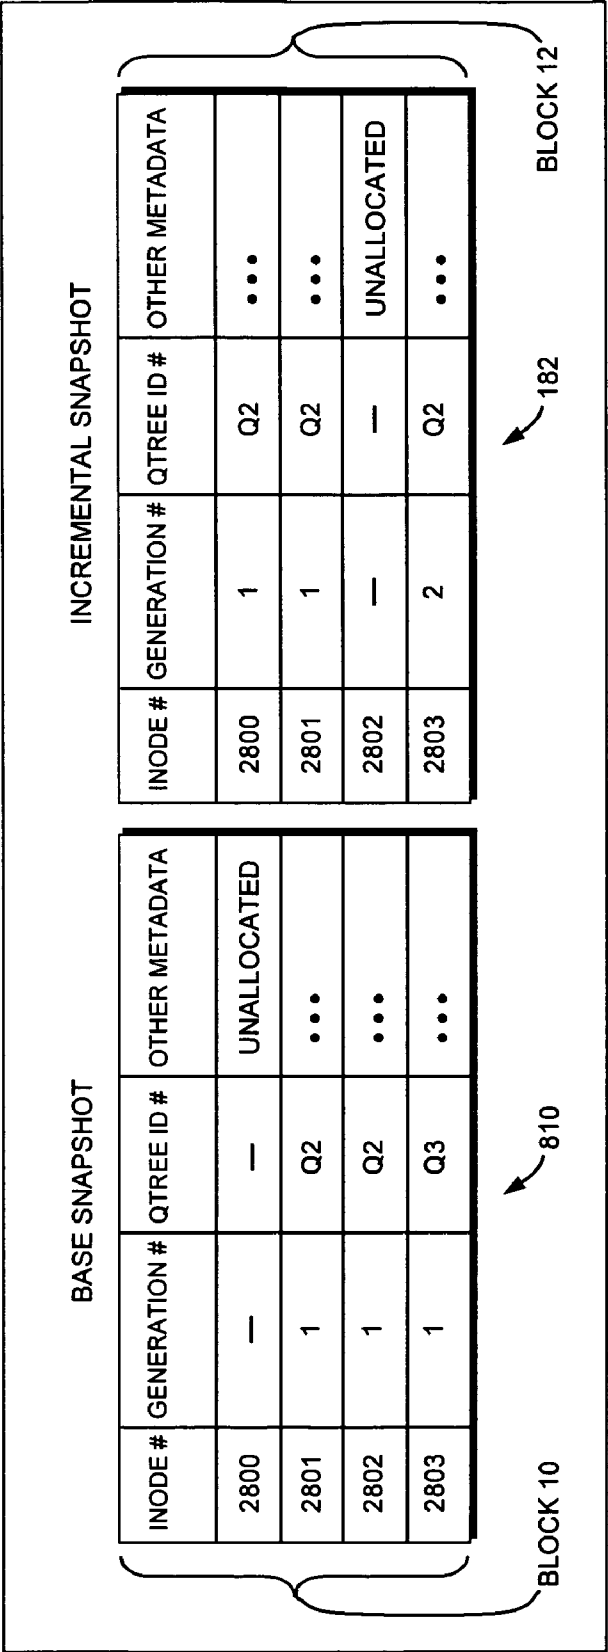 BASE SNAPSHOT
INODE # GENERATION # QTREE ID # OTHER METADATA
2800 — — UNALLOCATED
2801 1 Q2 •••
2802 1 Q2 •••
2803 1 Q3 •••
BLOCK 10
810
INCREMENTAL SNAPSHOT
INODE # GENERATION # QTREE ID # OTHER METADATA
2800 1 Q2 •••
2801 1 Q2 •••
2802 — — UNALLOCATED
2803 2 Q2 •••
182
BLOCK 12